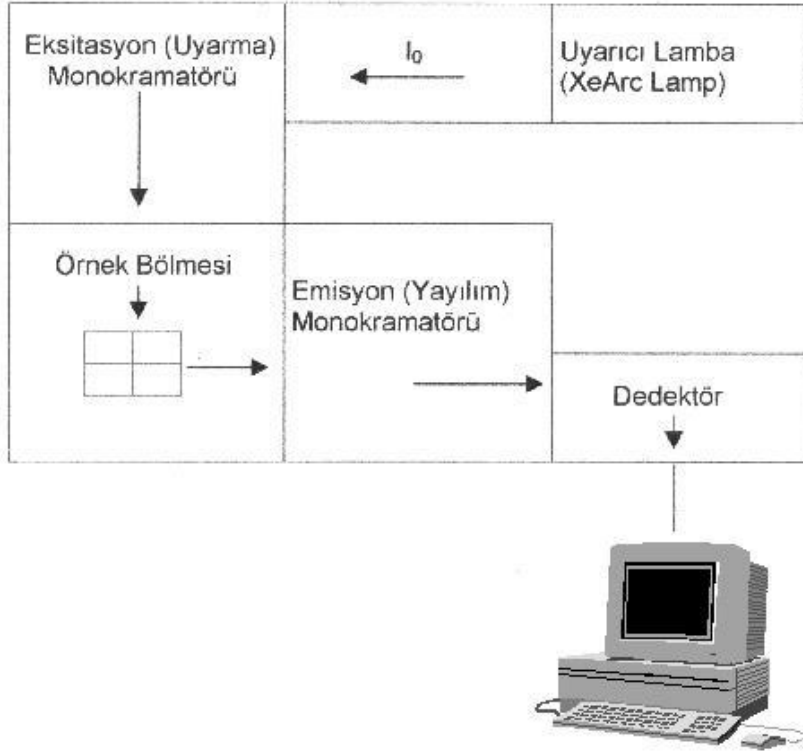 Eksitasyon (Uyarma)
Monokramatörü
I₀
Uyarıcı Lamba
(XeArc Lamp)
Örnek Bölmesi
Emisyon (Yayılım)
Monokramatörü
Dedektör